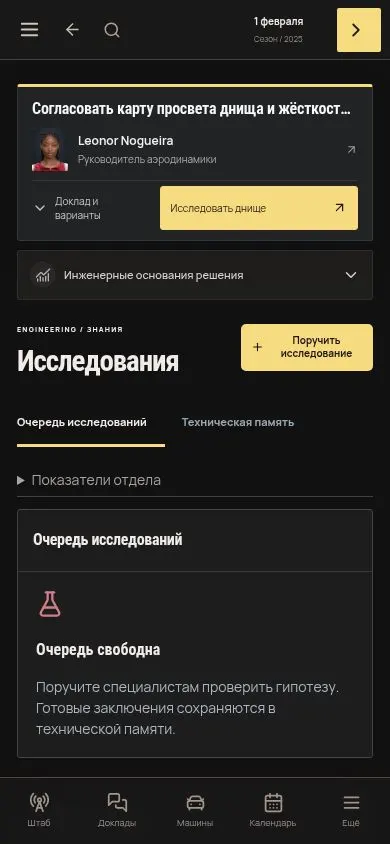 1 февраля
Сезон / 2025
Согласовать карту просвета днища и жёсткост…
Leonor Nogueira
Руководитель аэродинамики
Доклад и
варианты
Исследовать днище
Инженерные основания решения
ENGINEERING / ЗНАНИЯ
Исследования
Поручить
исследование
Очередь исследований
Техническая память
Показатели отдела
Очередь исследований
Очередь свободна
Поручите специалистам проверить гипотезу.
Готовые заключения сохраняются в
технической памяти.
Штаб
Доклады
Машины
Календарь
Ещё